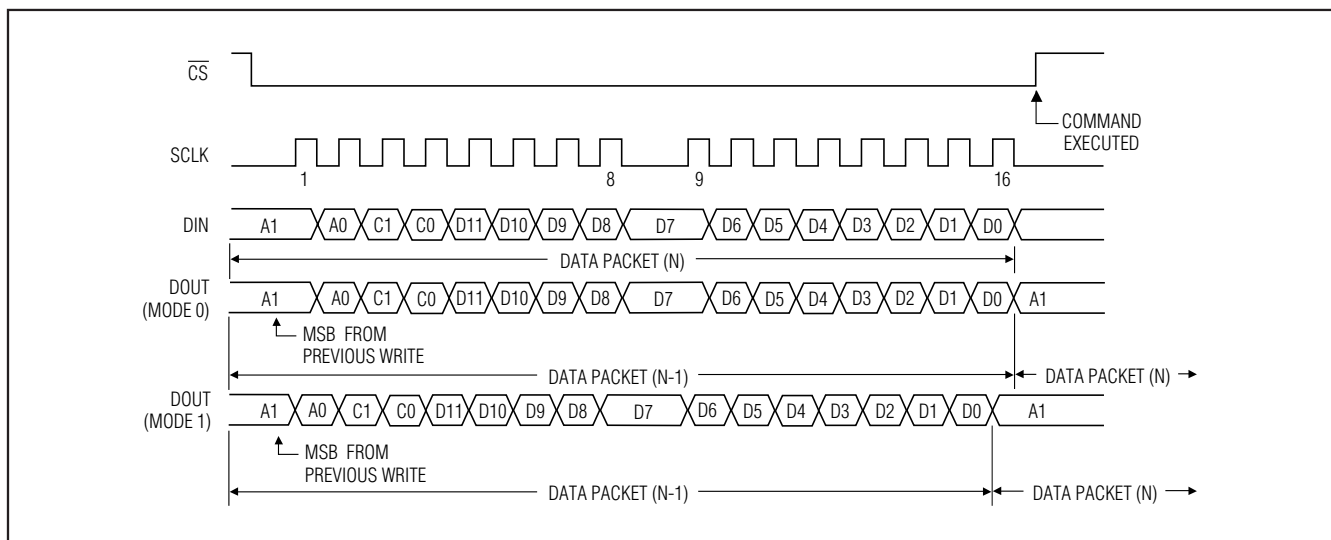 CS
COMMAND
EXECUTED
SCLK
1 8 9 16
DIN A1 A0 C1 C0 D11 D10 D9 D8 D7 D6 D5 D4 D3 D2 D1 D0
DATA PACKET (N)
DOUT
(MODE 0)
A1 A0 C1 C0 D11 D10 D9 D8 D7 D6 D5 D4 D3 D2 D1 D0 A1
MSB FROM
PREVIOUS WRITE
DATA PACKET (N-1) DATA PACKET (N)
DOUT
(MODE 1)
A1 A0 C1 C0 D11 D10 D9 D8 D7 D6 D5 D4 D3 D2 D1 D0 A1
MSB FROM
PREVIOUS WRITE
DATA PACKET (N-1) DATA PACKET (N)